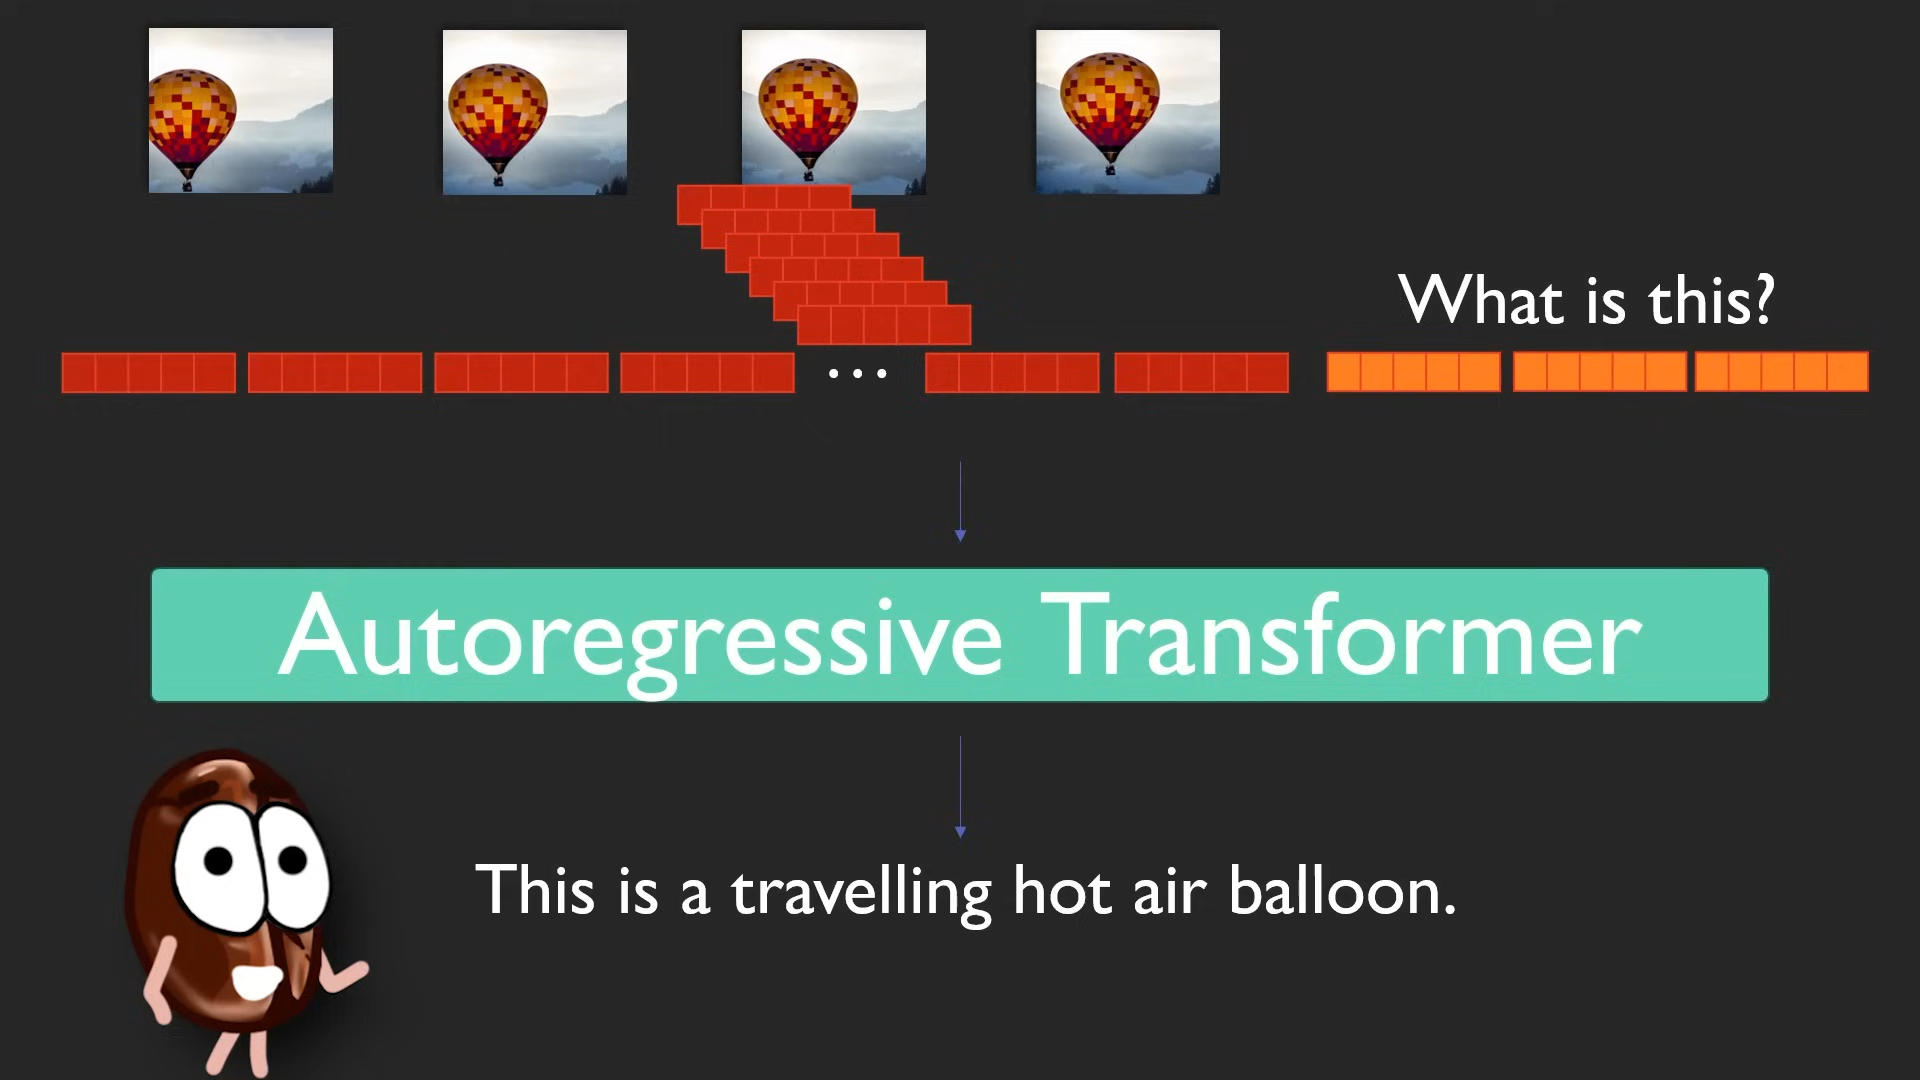 What is this?
...
Autoregressive Transformer
This is a travelling hot air balloon.